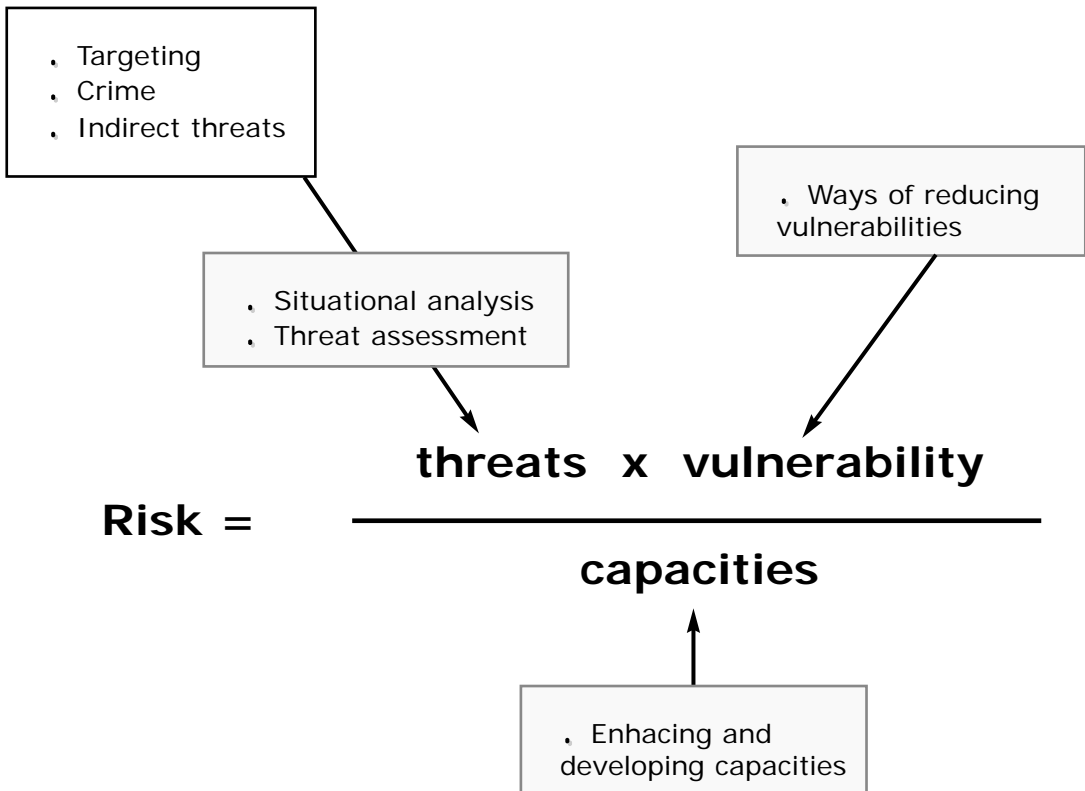 . Targeting
. Crime
. Indirect threats
. Ways of reducing
vulnerabilities
. Situational analysis
. Threat assessment
threats x vulnerability
Risk =
capacities
. Enhacing and
developing capacities